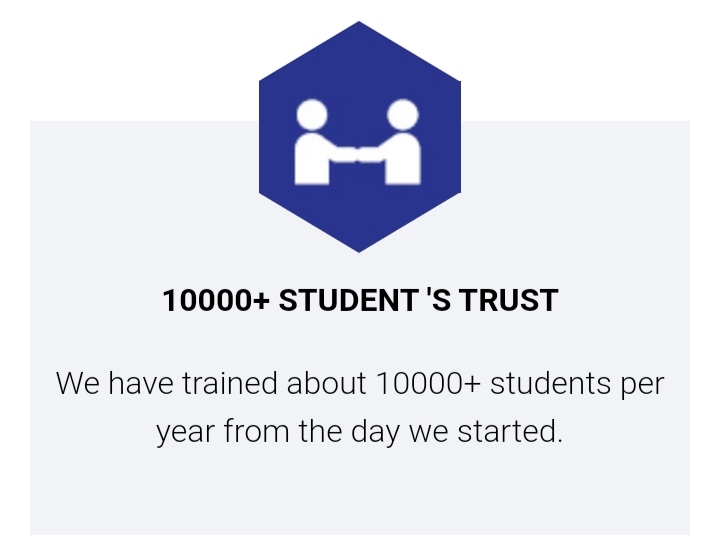 10000+ STUDENT 'S TRUST
We have trained about 10000+ students per
year from the day we started.